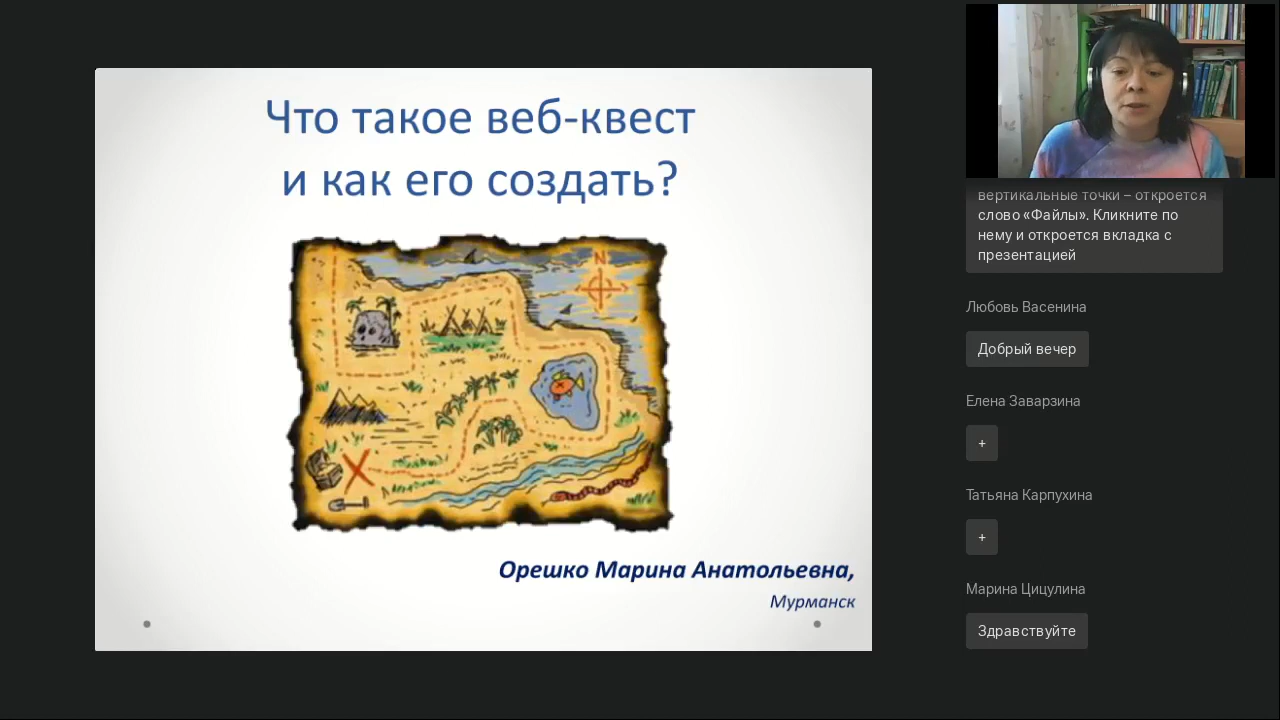 Что такое веб-квест
и как его создать?
N
Орешко Марина Анатольевна,
Мурманск
вертикальные точки – откроется
слово «Файлы». Кликните по
нему и откроется вкладка с
презентацией
Любовь Васенина
Добрый вечер
Елена Заварзина
+
Татьяна Карпухина
+
Марина Цицулина
Здравствуйте